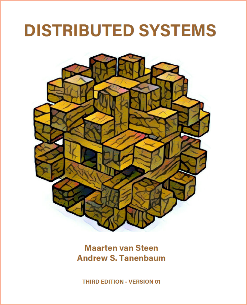 DISTRIBUTED SYSTEMS
Maarten van Steen
Andrew S. Tanenbaum
THIRD EDITION - VERSION 01